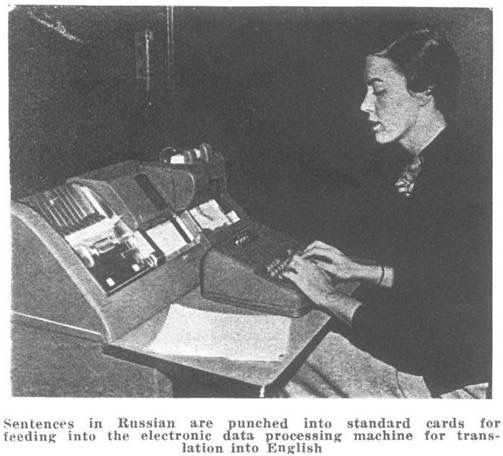 Sentences in Russian are punched into standard cards for
feeding into the electronic data processing machine for trans-
lation into English